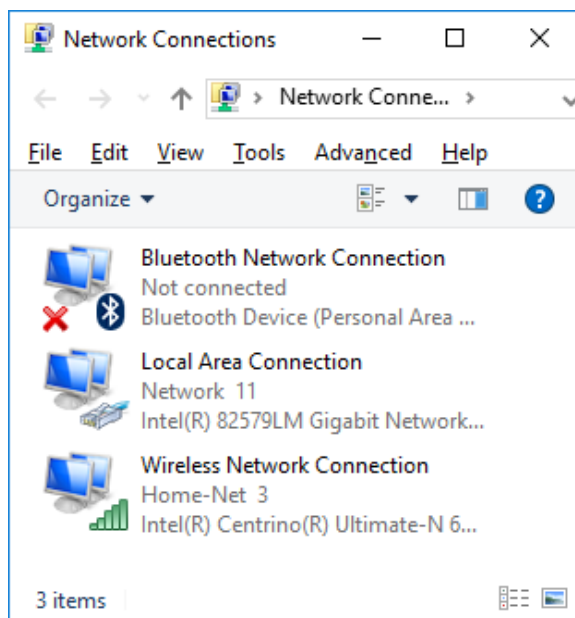 Network Connections
Network Conne...
File Edit View Tools Advanced Help
Organize
Bluetooth Network Connection
Not connected
Bluetooth Device (Personal Area ...
Local Area Connection
Network 11
Intel(R) 82579LM Gigabit Network...
Wireless Network Connection
Home-Net 3
Intel(R) Centrino(R) Ultimate-N 6...
3 items